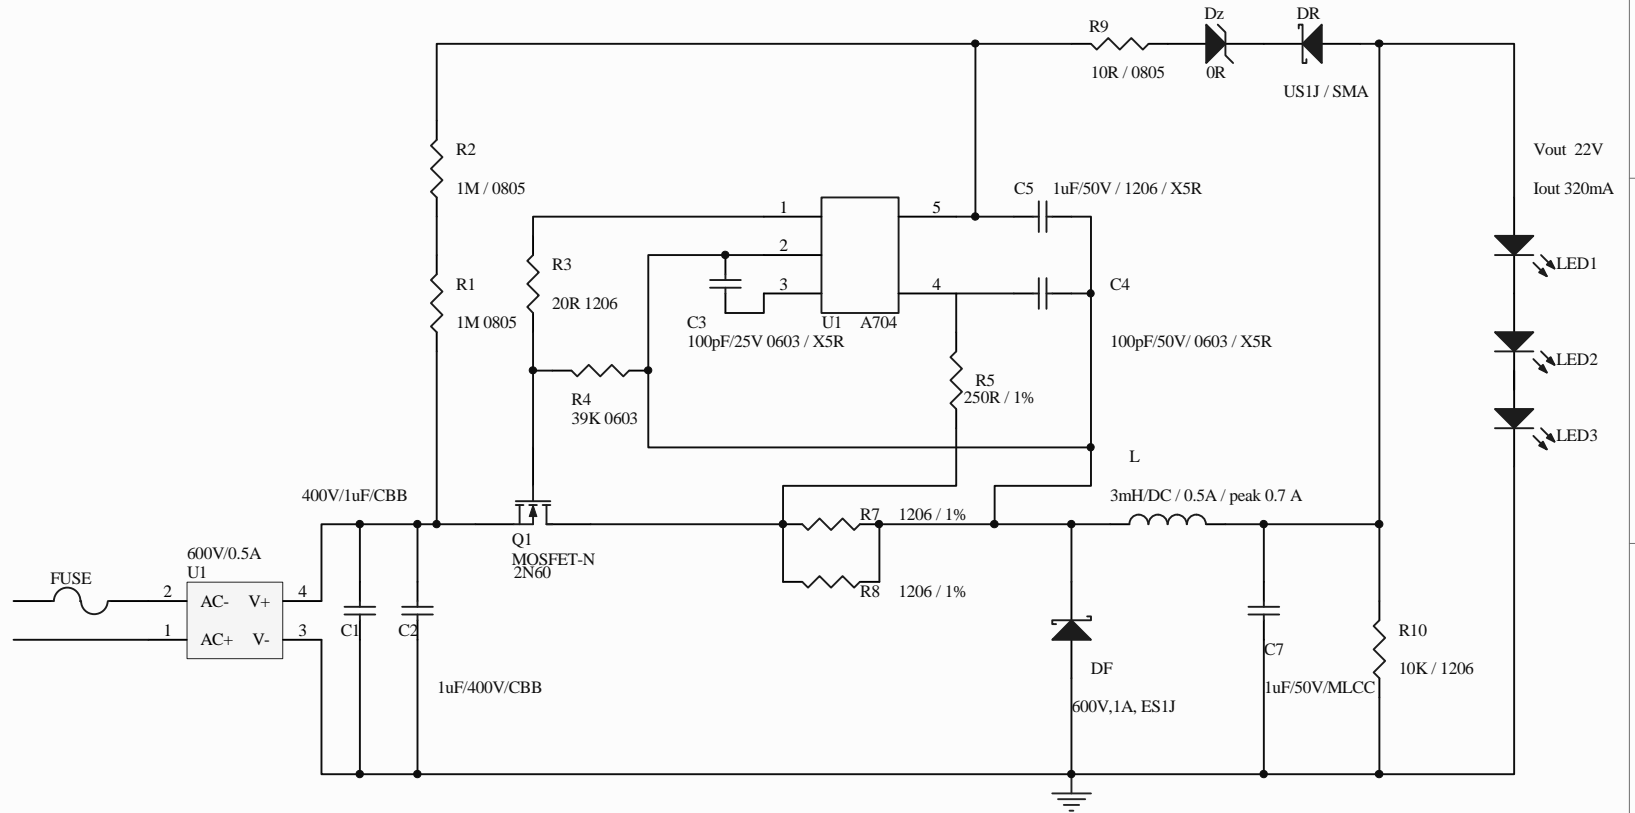 Dz
DR
R9
10R / 0805
0R
US1J / SMA
R2
1M / 0805
Vout 22V
Iout 320mA
C5
1uF/50V / 1206 / X5R
1
5
2
3
4
R3
20R 1206
R1
1M 0805
C3
100pF/25V 0603 / X5R
U1
A704
C4
100pF/50V/ 0603 / X5R
LED1
LED2
LED3
R5
250R / 1%
R4
39K 0603
L
3mH/DC / 0.5A / peak 0.7 A
400V/1uF/CBB
R7
1206 / 1%
Q1
MOSFET-N
2N60
R8
1206 / 1%
600V/0.5A
U1
FUSE
2
AC-
V+
4
1
AC+
V-
3
C1
C2
1uF/400V/CBB
DF
600V,1A, ES1J
C7
1uF/50V/MLCC
R10
10K / 1206